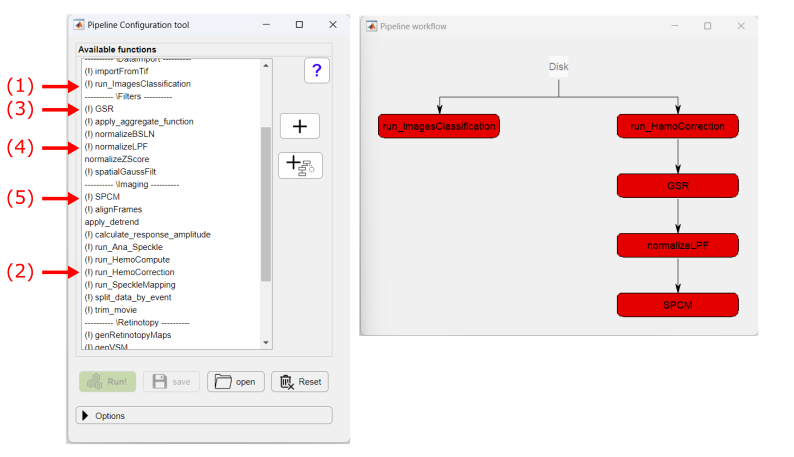 Pipeline Configuration tool
Available functions
---------- \DataImport ----------
(!) importFromTif
(1)
(!) run_ImagesClassification
---------- \Filters ----------
(3)
(!) GSR
(!) apply_aggregate_function
(!) normalizeBSLN
(4)
(!) normalizeLPF
normalizeZScore
(!) spatialGaussFilt
---------- \Imaging ----------
(5)
(!) SPCM
(!) alignFrames
apply_detrend
(!) calculate_response_amplitude
(!) run_Ana_Speckle
(!) run_HemoCompute
(2)
(!) run_HemoCorrection
(!) run_SpeckleMapping
(!) split_data_by_event
(!) trim_movie
---------- \Retinotopy ----------
(!) genRetinotopyMaps
(!) genVSM
?
+
+
Run!
save
open
Reset
Options
Pipeline workflow
Disk
run_ImagesClassification
run_HemoCorrection
GSR
normalizeLPF
SPCM